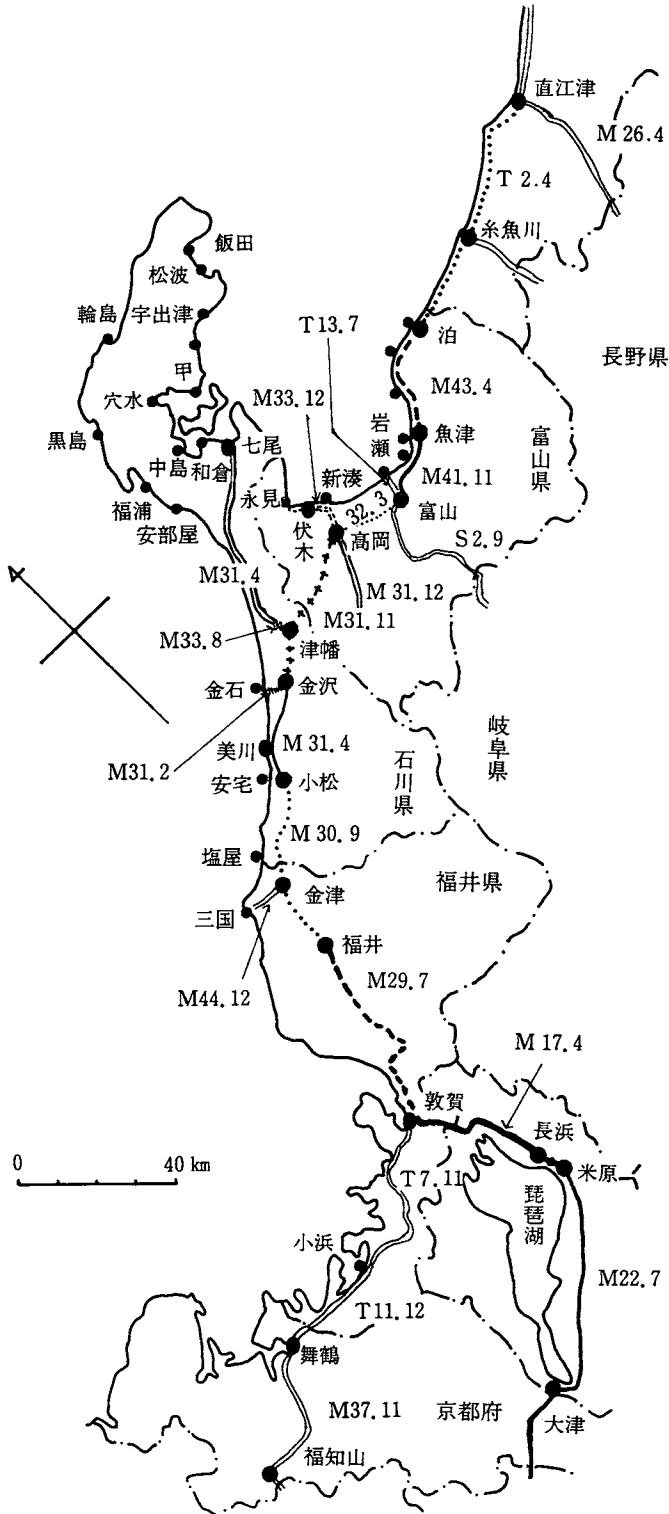 直江津
M 26.4
T 2.4
糸魚川
飯田
松波
輪島
宇出津
T 13.7
泊
長野県
甲
M33.12
M43.4
穴水
岩瀬
魚津
富山県
黒島
七尾
中島
和倉
新湊
M41.11
福浦
氷見
32.3
富山
安部屋
伏木
高岡
S 2.9
M31.4
M 31.12
M31.11
M33.8
津幡
金石
金沢
岐阜県
美川
M 31.4
石川県
M31.2
安宅
小松
M 30.9
塩屋
福井県
金津
三国
福井
M29.7
M44.12
M 17.4
敦賀
長浜
0 40 km
米原
T 7.11
琵琶湖
小浜
M22.7
T 11.12
舞鶴
M37.11
京都府
大津
福知山